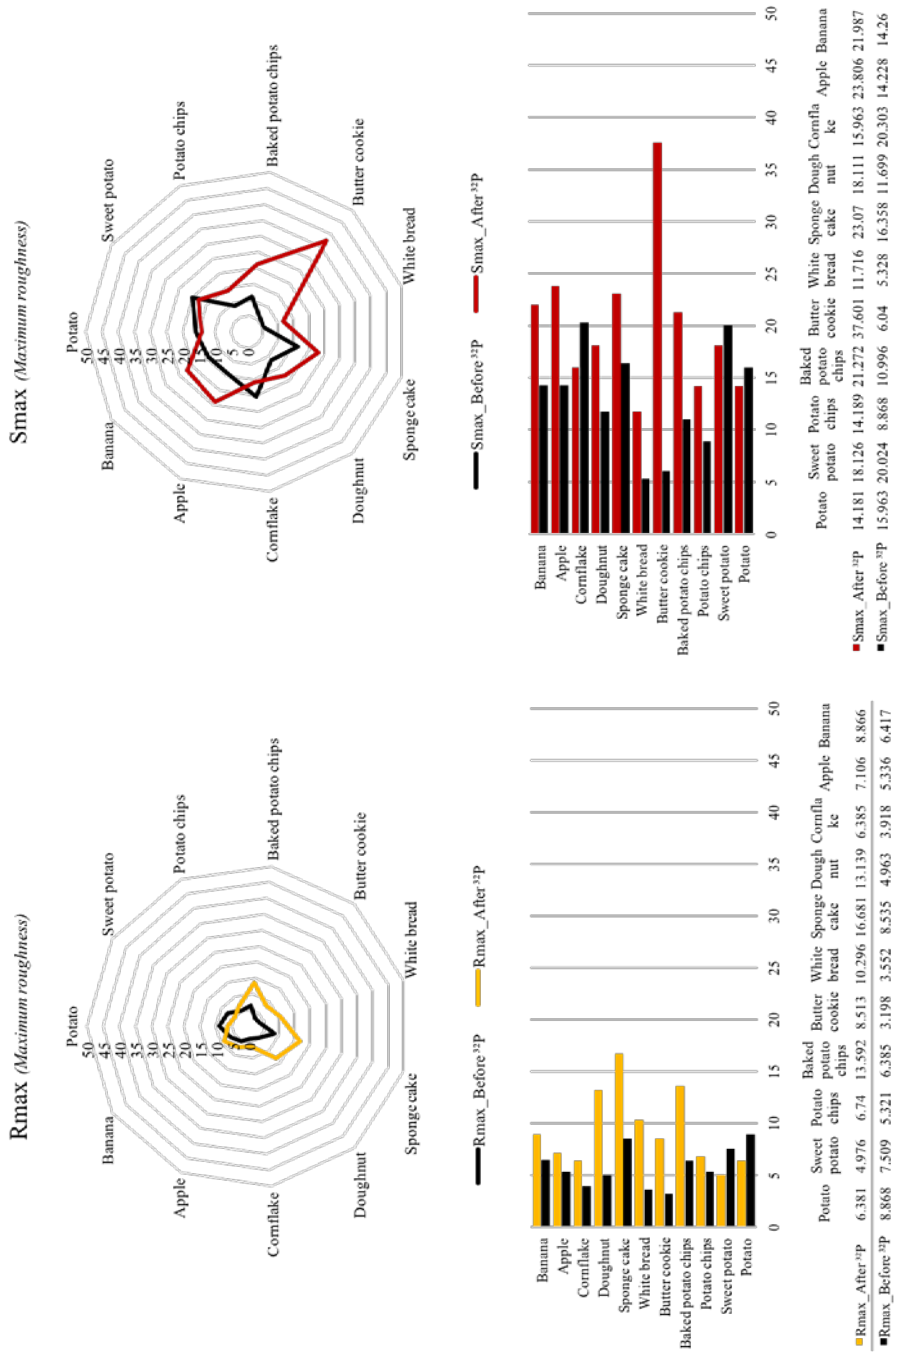 Rmax (Maximum roughness)
Potato
Sweet potato
Potato chips
Baked potato chips
Butter cookie
White bread
Sponge cake
Doughnut
Cornflake
Apple
Banana
50
45
40
35
30
25
20
15
10
5
0
Rmax_Before ³²P
Rmax_After ³²P
Banana
Apple
Cornflake
Doughnut
Sponge cake
White bread
Butter cookie
Baked potato chips
Potato chips
Sweet potato
Potato
0 5 10 15 20 25 30 35 40 45 50
Potato Sweet potato Potato chips Baked potato chips Butter cookie White bread Sponge cake Dough nut Cornfla ke Apple Banana
Rmax_After ³²P 6.381 4.976 6.74 13.592 8.513 10.296 16.681 13.139 6.385 7.106 8.866
Rmax_Before ³²P 8.868 7.509 5.321 6.385 3.198 3.552 8.535 4.963 3.918 5.336 6.417
Smax (Maximum roughness)
Potato
Sweet potato
Potato chips
Baked potato chips
Butter cookie
White bread
Sponge cake
Doughnut
Cornflake
Apple
Banana
50
45
40
35
30
25
20
15
10
5
0
Smax_Before ³²P
Smax_After ³²P
Banana
Apple
Cornflake
Doughnut
Sponge cake
White bread
Butter cookie
Baked potato chips
Potato chips
Sweet potato
Potato
0 5 10 15 20 25 30 35 40 45 50
Potato Sweet potato Potato chips Baked potato chips Butter cookie White bread Sponge cake Dough nut Cornfla ke Apple Banana
Smax_After ³²P 14.181 18.126 14.189 21.272 37.601 11.716 23.07 18.111 15.963 23.806 21.987
Smax_Before ³²P 15.963 20.024 8.868 10.996 6.04 5.328 16.358 11.699 20.303 14.228 14.26